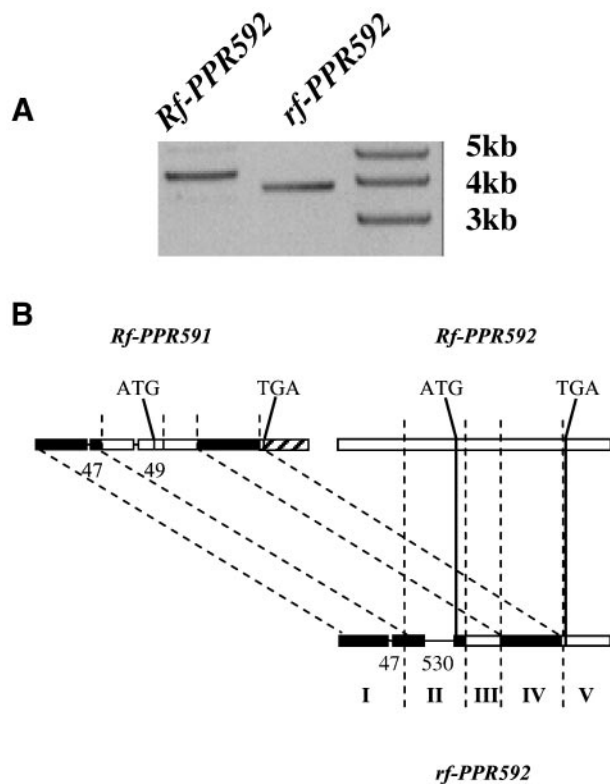 A
Rf-PPR592
rf-PPR592
5kb
4kb
3kb
B
Rf-PPR591
Rf-PPR592
ATG
TGA
ATG
TGA
47
49
47
530
I
II
III
IV
V
rf-PPR592